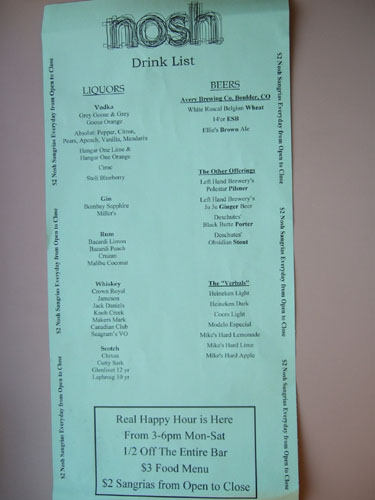 nosh
Drink List
LIQUORS
Vodka
Grey Goose & Grey
Goose Orange
Absolut: Pepper, Citron,
Pears, Apeach, Vanilla, Mandarin
Hangar One Lime &
Hangar One Orange
Ciroc
Stoli Blueberry
Gin
Bombay Sapphire
Miller's
Rum
Bacardi Limon
Bacardi Peach
Cruzan
Malibu Coconut
Whiskey
Crown Royal
Jameson
Jack Daniels
Knob Creek
Makers Mark
Canadian Club
Seagram's VO
Scotch
Chivas
Cutty Sark
Glenlivet 12 yr
Laphroig 10 yr
BEERS
Avery Brewing Co. Boulder, CO
White Rascal Belgian Wheat
14'er ESB
Ellie's Brown Ale
The Other Offerings
Left Hand Brewery's
Polestar Pilsner
Left Hand Brewery's
Ju Ju Ginger Beer
Deschutes'
Black Butte Porter
Deschutes'
Obsidian Stout
The "Verbals"
Heineken Light
Heineken Dark
Coors Light
Modelo Especial
Mike's Hard Lemonade
Mike's Hard Lime
Mike's Hard Apple
$2 Nosh Sangrias Everyday from Open to Close
$2 Nosh Sangrias Everyday from Open to Close
$2 Nosh Sangrias Everyday from Open to Close
$2 Nosh Sangrias Everyday from Open to Close
$2 Nosh Sangrias Everyday from Open to Close
$2 Nosh Sangrias Everyday from Open to Close
Real Happy Hour is Here
From 3-6pm Mon-Sat
1/2 Off The Entire Bar
$3 Food Menu
$2 Sangrias from Open to Close